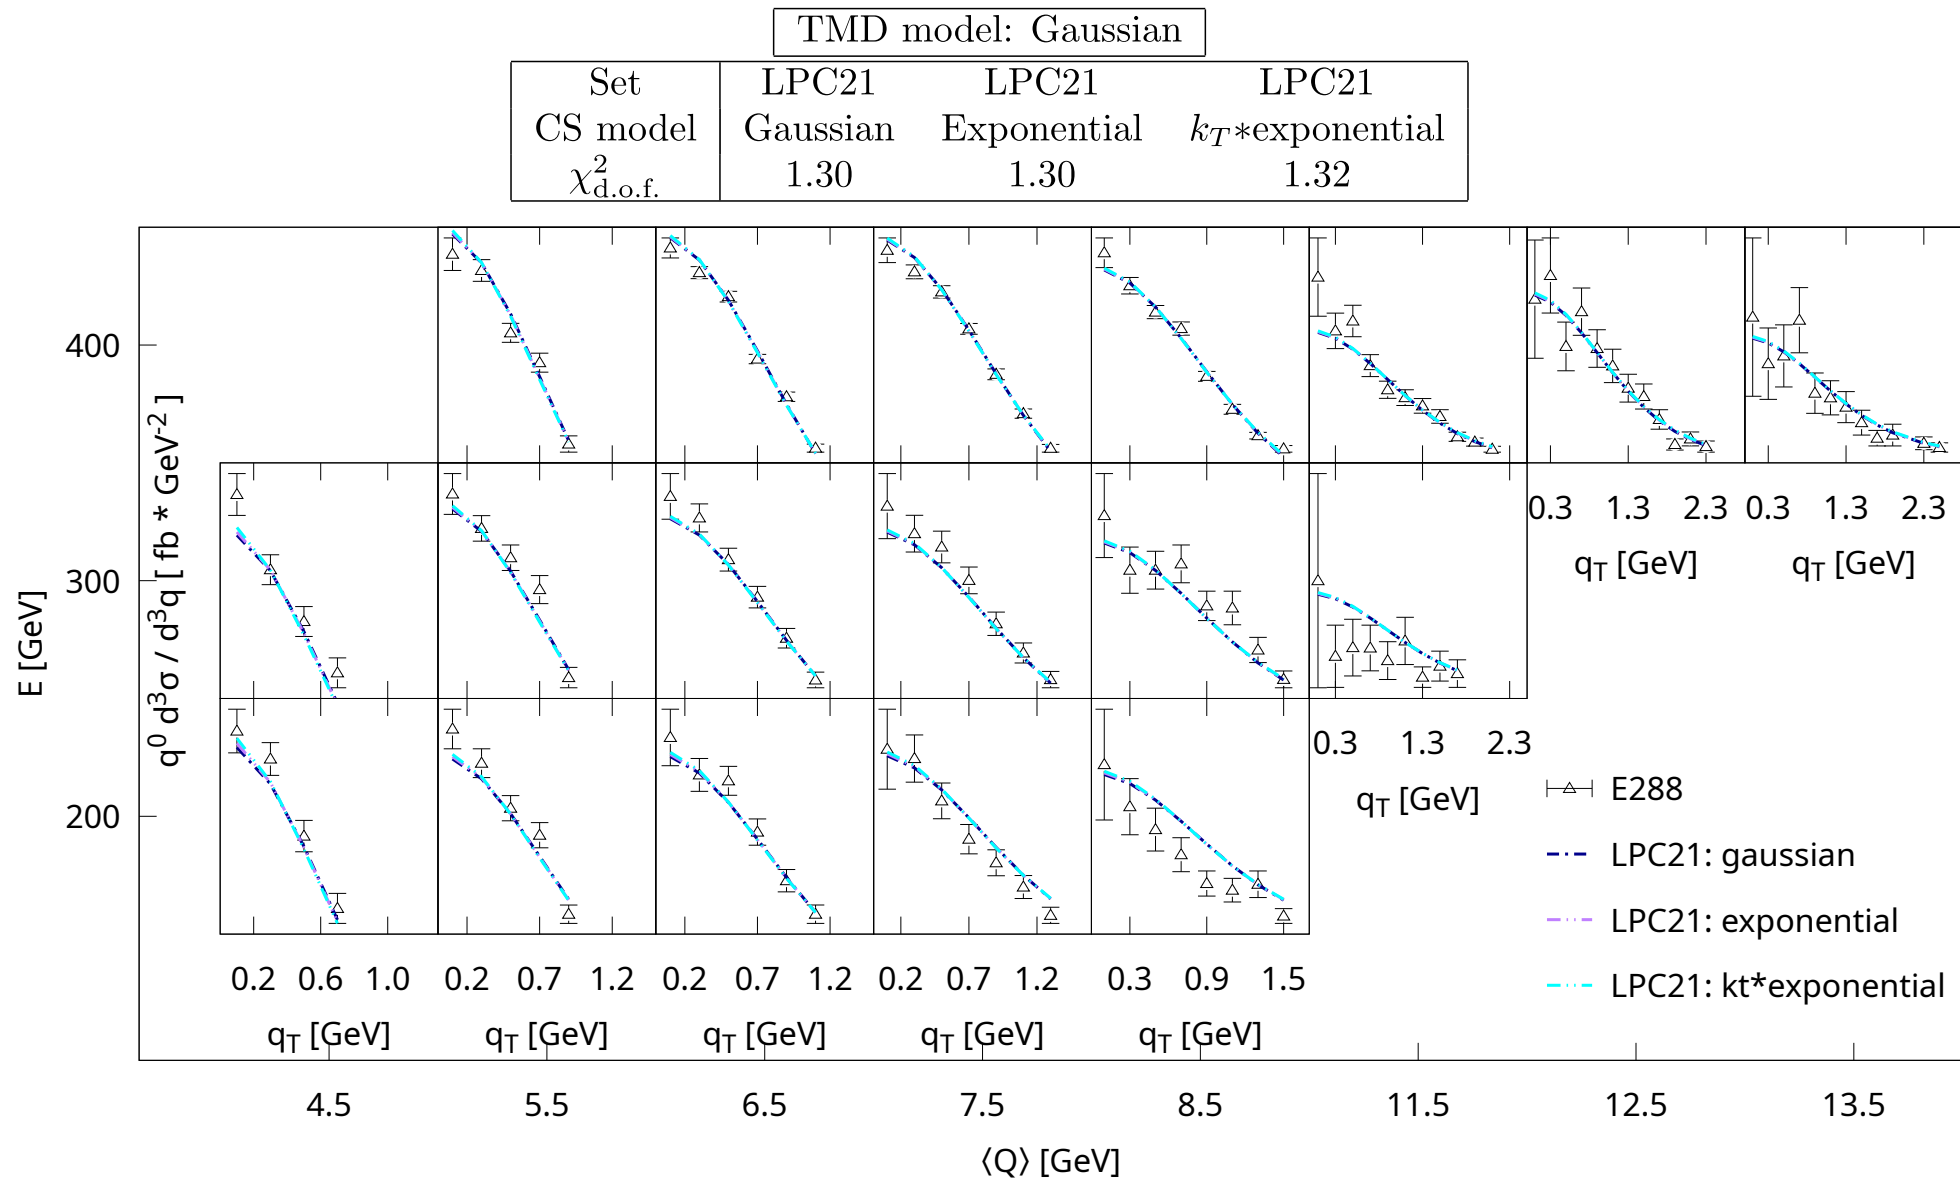 TMD model: Gaussian
Set LPC21 LPC21 LPC21
CS model Gaussian Exponential k_T*exponential
χ²_d.o.f. 1.30 1.30 1.32
E [GeV]
q⁰ d³σ / d³q [ fb * GeV⁻² ]
400
300
200
0.3 1.3 2.3 0.3 1.3 2.3
q_T [GeV] q_T [GeV]
0.3 1.3 2.3
q_T [GeV]
E288
LPC21: gaussian
LPC21: exponential
LPC21: kt*exponential
0.2 0.6 1.0 0.2 0.7 1.2 0.2 0.7 1.2 0.2 0.7 1.2 0.3 0.9 1.5
q_T [GeV] q_T [GeV] q_T [GeV] q_T [GeV] q_T [GeV]
4.5 5.5 6.5 7.5 8.5 11.5 12.5 13.5
⟨Q⟩ [GeV]